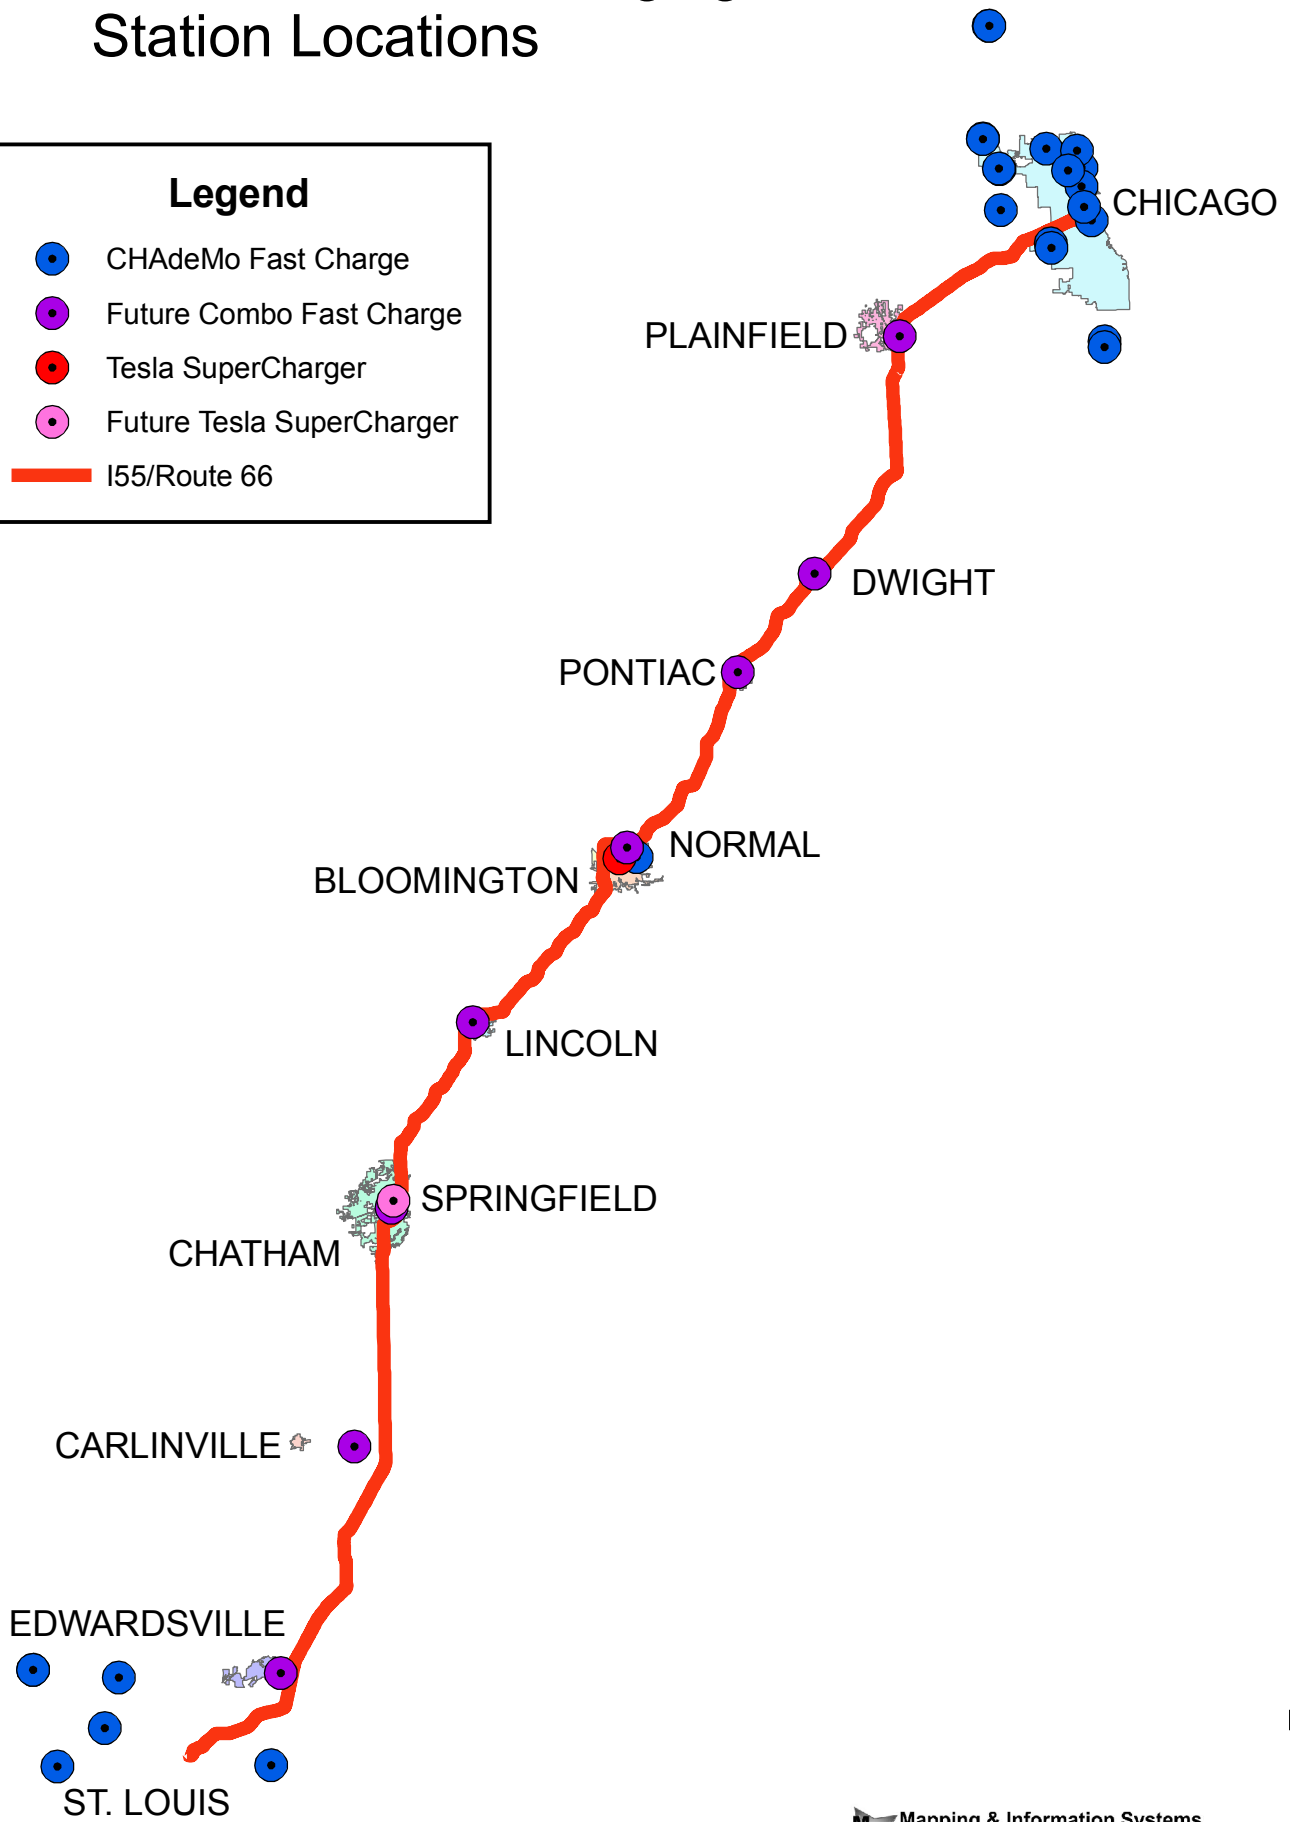 Station Locations
Legend
CHAdeMo Fast Charge
Future Combo Fast Charge
Tesla SuperCharger
Future Tesla SuperCharger
I55/Route 66
CHICAGO
PLAINFIELD
DWIGHT
PONTIAC
NORMAL
BLOOMINGTON
LINCOLN
SPRINGFIELD
CHATHAM
CARLINVILLE
EDWARDSVILLE
ST. LOUIS
Mapping & Information Systems